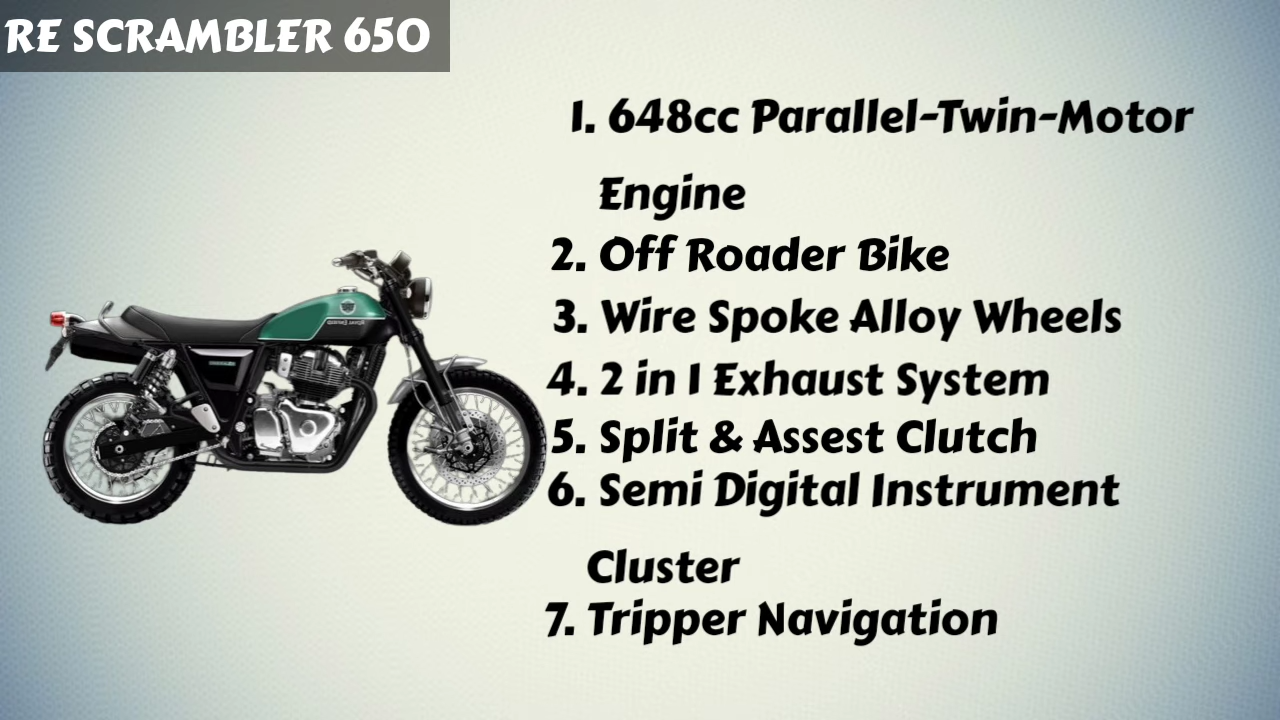 RE SCRAMBLER 650
1. 648cc Parallel-Twin-Motor
Engine
2. Off Roader Bike
3. Wire Spoke Alloy Wheels
4. 2 in 1 Exhaust System
5. Split & Assest Clutch
6. Semi Digital Instrument
Cluster
7. Tripper Navigation